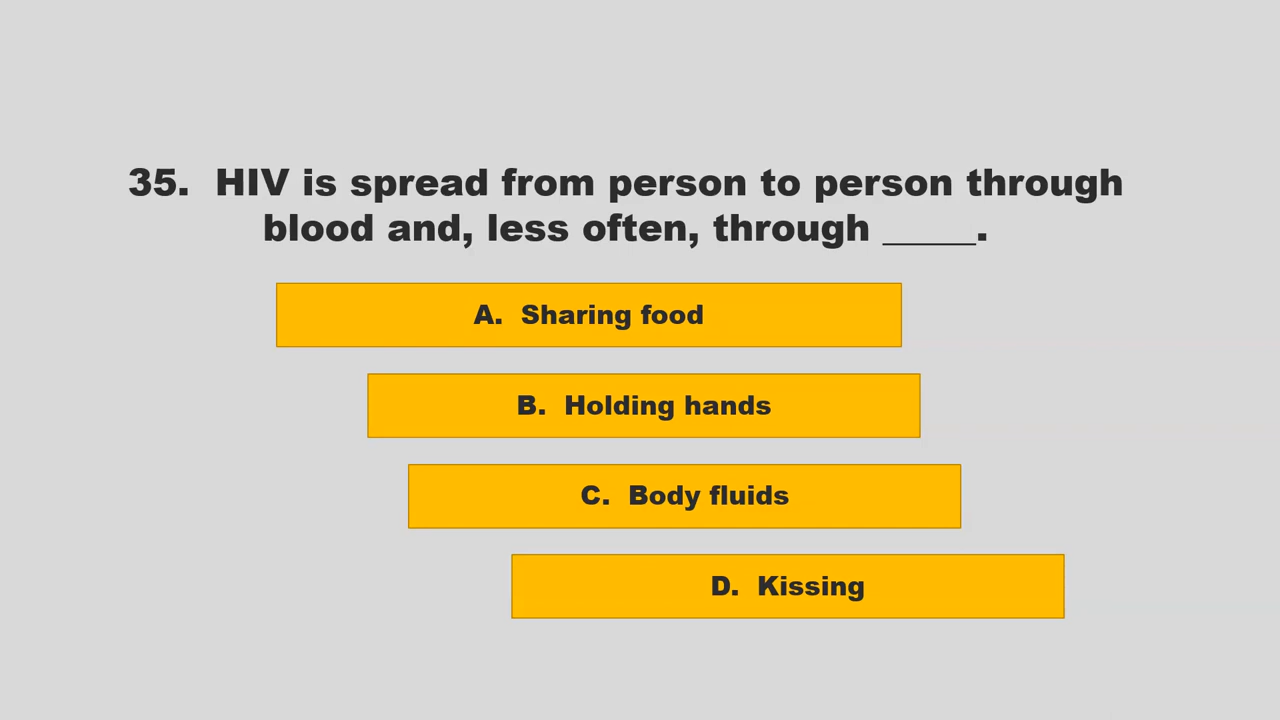 35.  HIV is spread from person to person through
blood and, less often, through _____.
A.  Sharing food
B.  Holding hands
C.  Body fluids
D.  Kissing